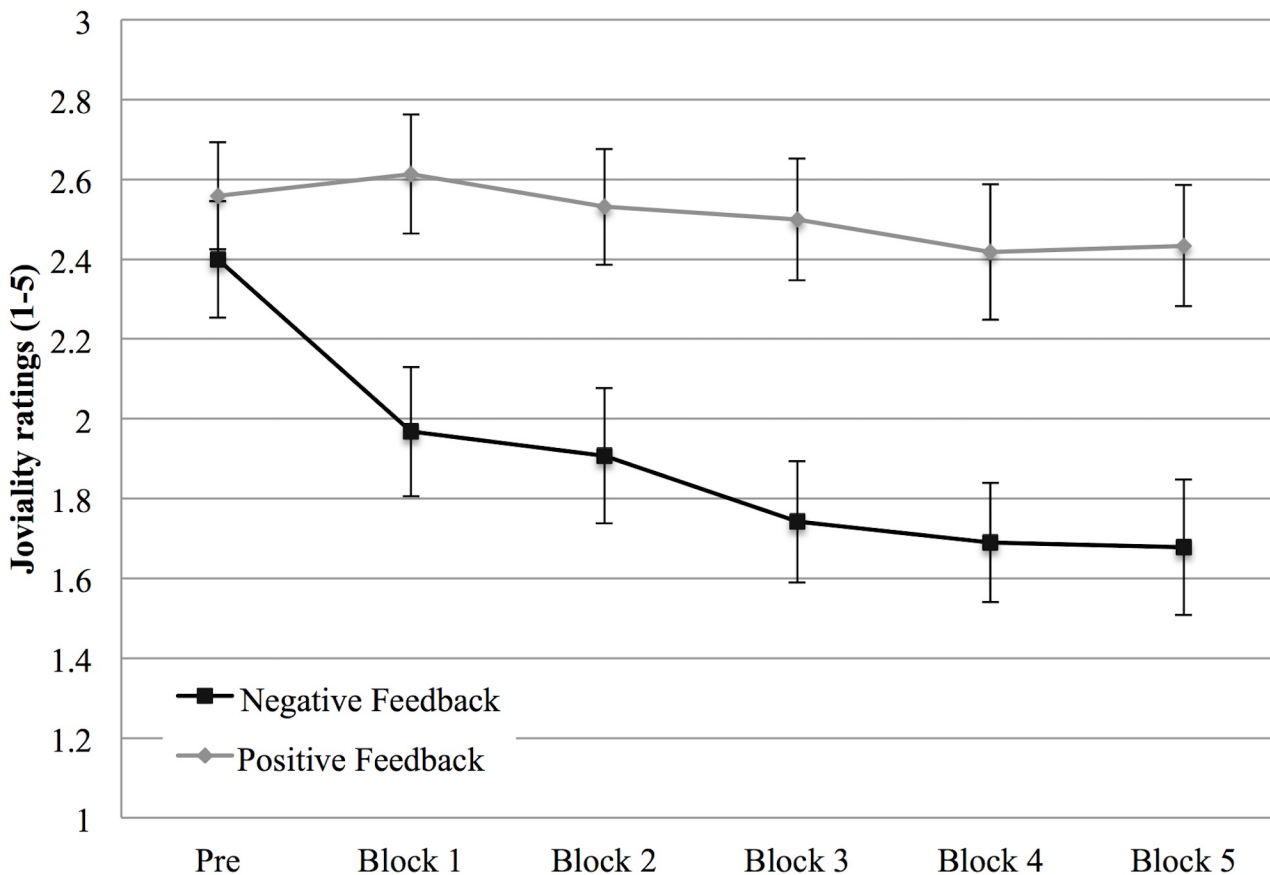 3
2.8
2.6
2.4
2.2
2
1.8
1.6
1.4
1.2
1
Joviality ratings (1-5)
Negative Feedback
Positive Feedback
Pre Block 1 Block 2 Block 3 Block 4 Block 5